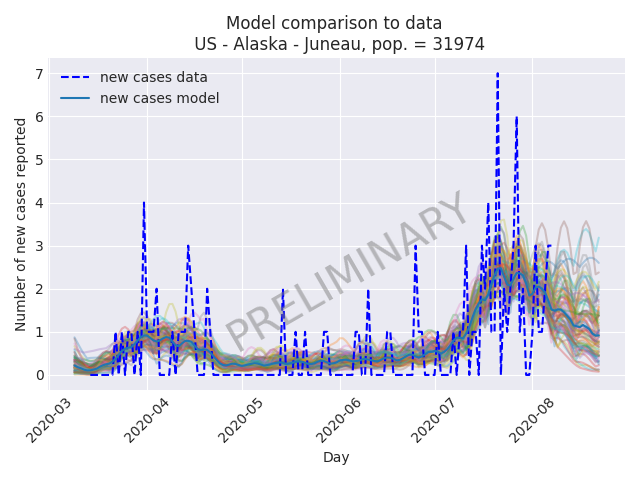 Model comparison to data
US - Alaska - Juneau, pop. = 31974
new cases data
new cases model
7
6
5
4
3
2
1
0
Number of new cases reported
PRELIMINARY
2020-03
2020-04
2020-05
2020-06
2020-07
2020-08
Day